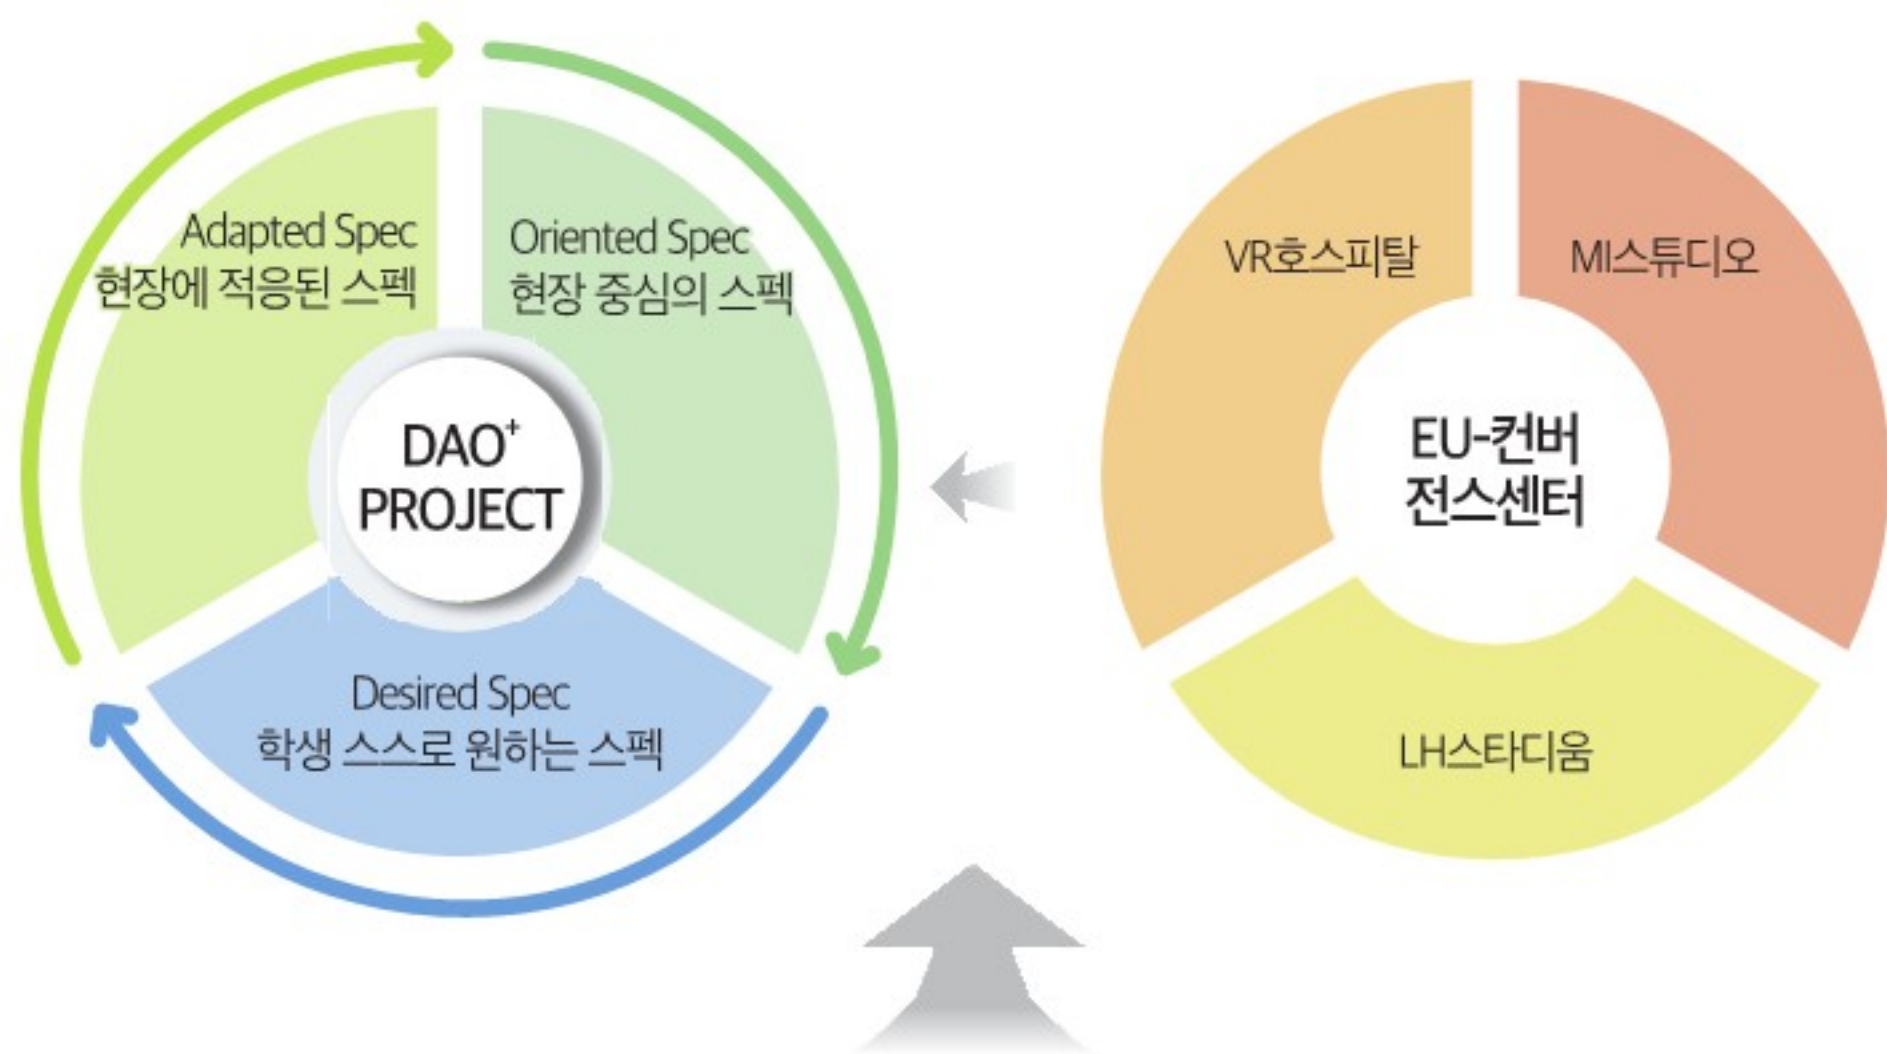 Adapted Spec
현장에 적응된 스펙
Oriented Spec
현장 중심의 스펙
DAO+
PROJECT
Desired Spec
학생 스스로 원하는 스펙
VR호스피탈
MI스튜디오
EU-컨버
전스센터
LH스타디움